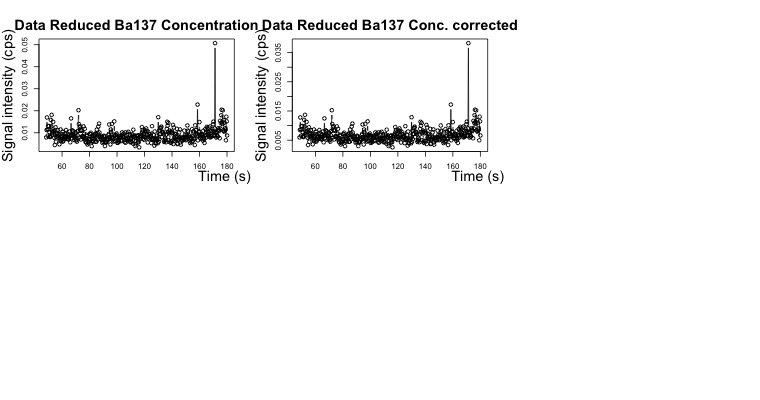 Data Reduced Ba137 Concentration
Signal intensity (cps)
0.01 0.02 0.03 0.04 0.05
60 80 100 120 140 160 180
Time (s)
Data Reduced Ba137 Conc. corrected
Signal intensity (cps)
0.005 0.015 0.025 0.035
60 80 100 120 140 160 180
Time (s)